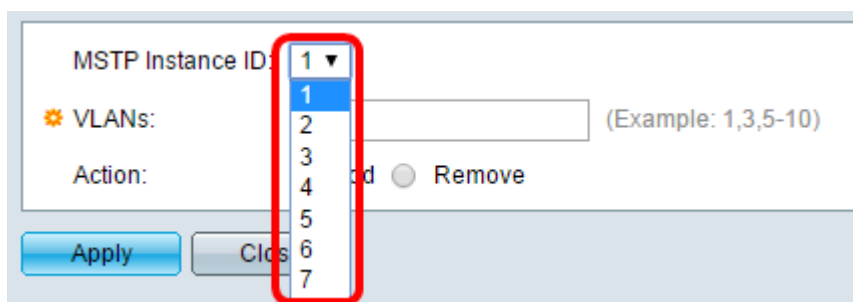 MSTP Instance ID: 1
1
VLANs: 2 (Example: 1,3,5-10)
3
Action: 4 Remove
5
Apply 6
7